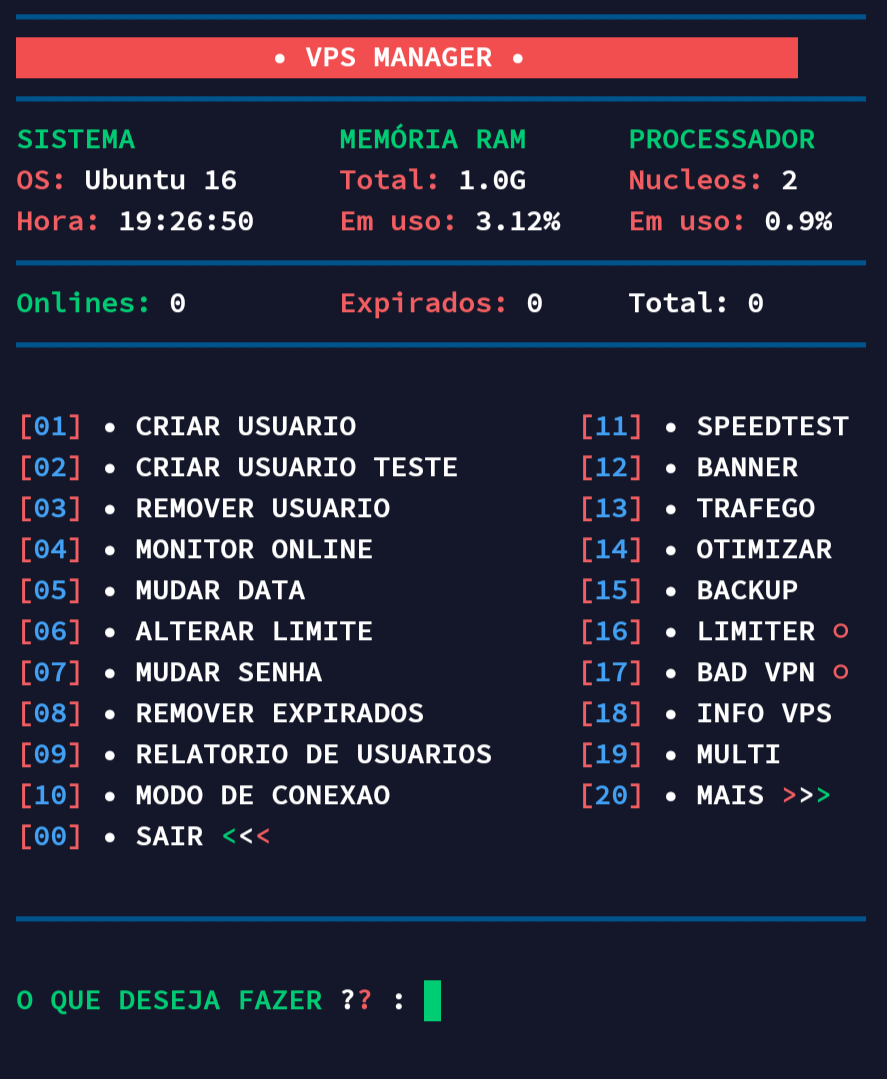 • VPS MANAGER •
SISTEMA MEMÓRIA RAM PROCESSADOR
OS: Ubuntu 16 Total: 1.0G Nucleos: 2
Hora: 19:26:50 Em uso: 3.12% Em uso: 0.9%
Onlines: 0 Expirados: 0 Total: 0
[01] • CRIAR USUARIO [11] • SPEEDTEST
[02] • CRIAR USUARIO TESTE [12] • BANNER
[03] • REMOVER USUARIO [13] • TRAFEGO
[04] • MONITOR ONLINE [14] • OTIMIZAR
[05] • MUDAR DATA [15] • BACKUP
[06] • ALTERAR LIMITE [16] • LIMITER ○
[07] • MUDAR SENHA [17] • BAD VPN ○
[08] • REMOVER EXPIRADOS [18] • INFO VPS
[09] • RELATORIO DE USUARIOS [19] • MULTI
[10] • MODO DE CONEXAO [20] • MAIS >>>
[00] • SAIR <<<
O QUE DESEJA FAZER ?? :